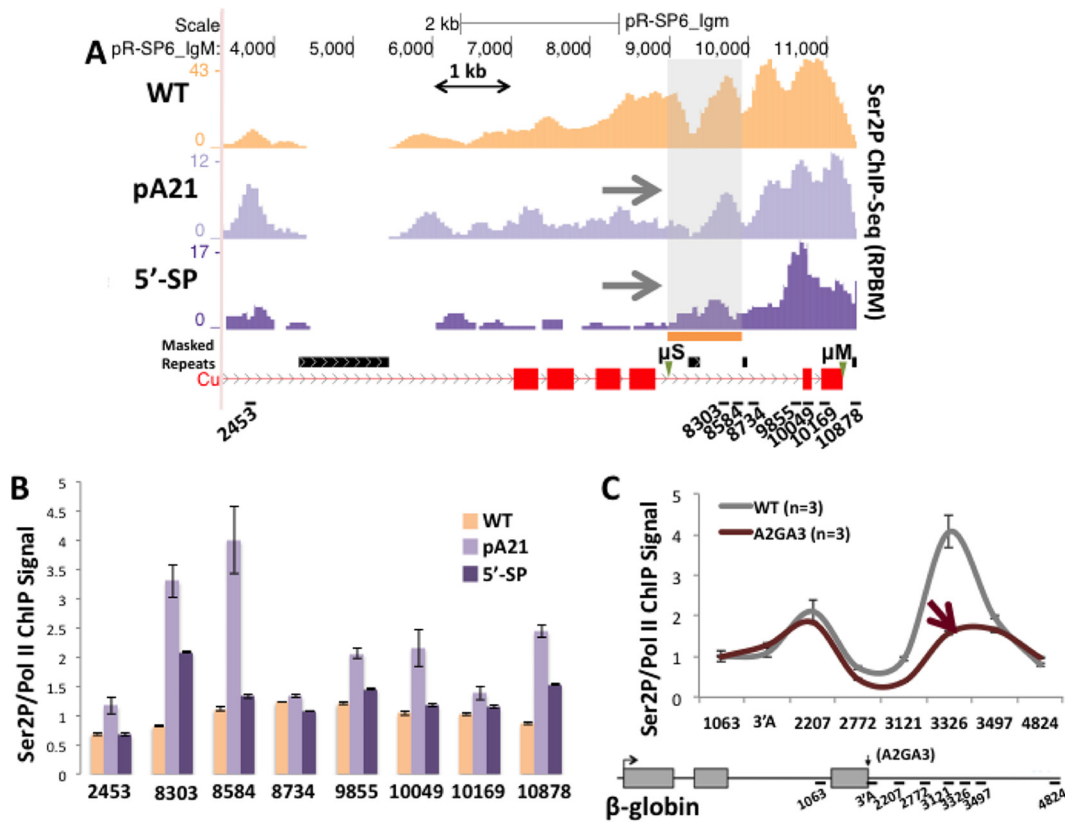 A
Scale 2 kb pR-SP6_Igm
pR-SP6_IgM: 4,000 5,000 6,000 7,000 8,000 9,000 10,000 11,000
43 -
WT
1 kb
0 _
12 -
pA21
0 _
17 -
5’-SP
0 _
Ser2P ChIP-Seq (RPBM)
Masked
Repeats
μS
μM
Cu
2453 8303 8584 8734 9855 10049 10169 10878
B
Ser2P/Pol II ChIP Signal
5
4.5
4
3.5
3
2.5
2
1.5
1
0.5
0
WT
pA21
5’-SP
2453 8303 8584 8734 9855 10049 10169 10878
C
Ser2P/Pol II ChIP Signal
5
4
3
2
1
0
WT (n=3)
A2GA3 (n=3)
1063 3’A 2207 2772 3121 3326 3497 4824
(A2GA3)
β-globin
1063 3’A 2207 2772 3121 3326 3497 4824